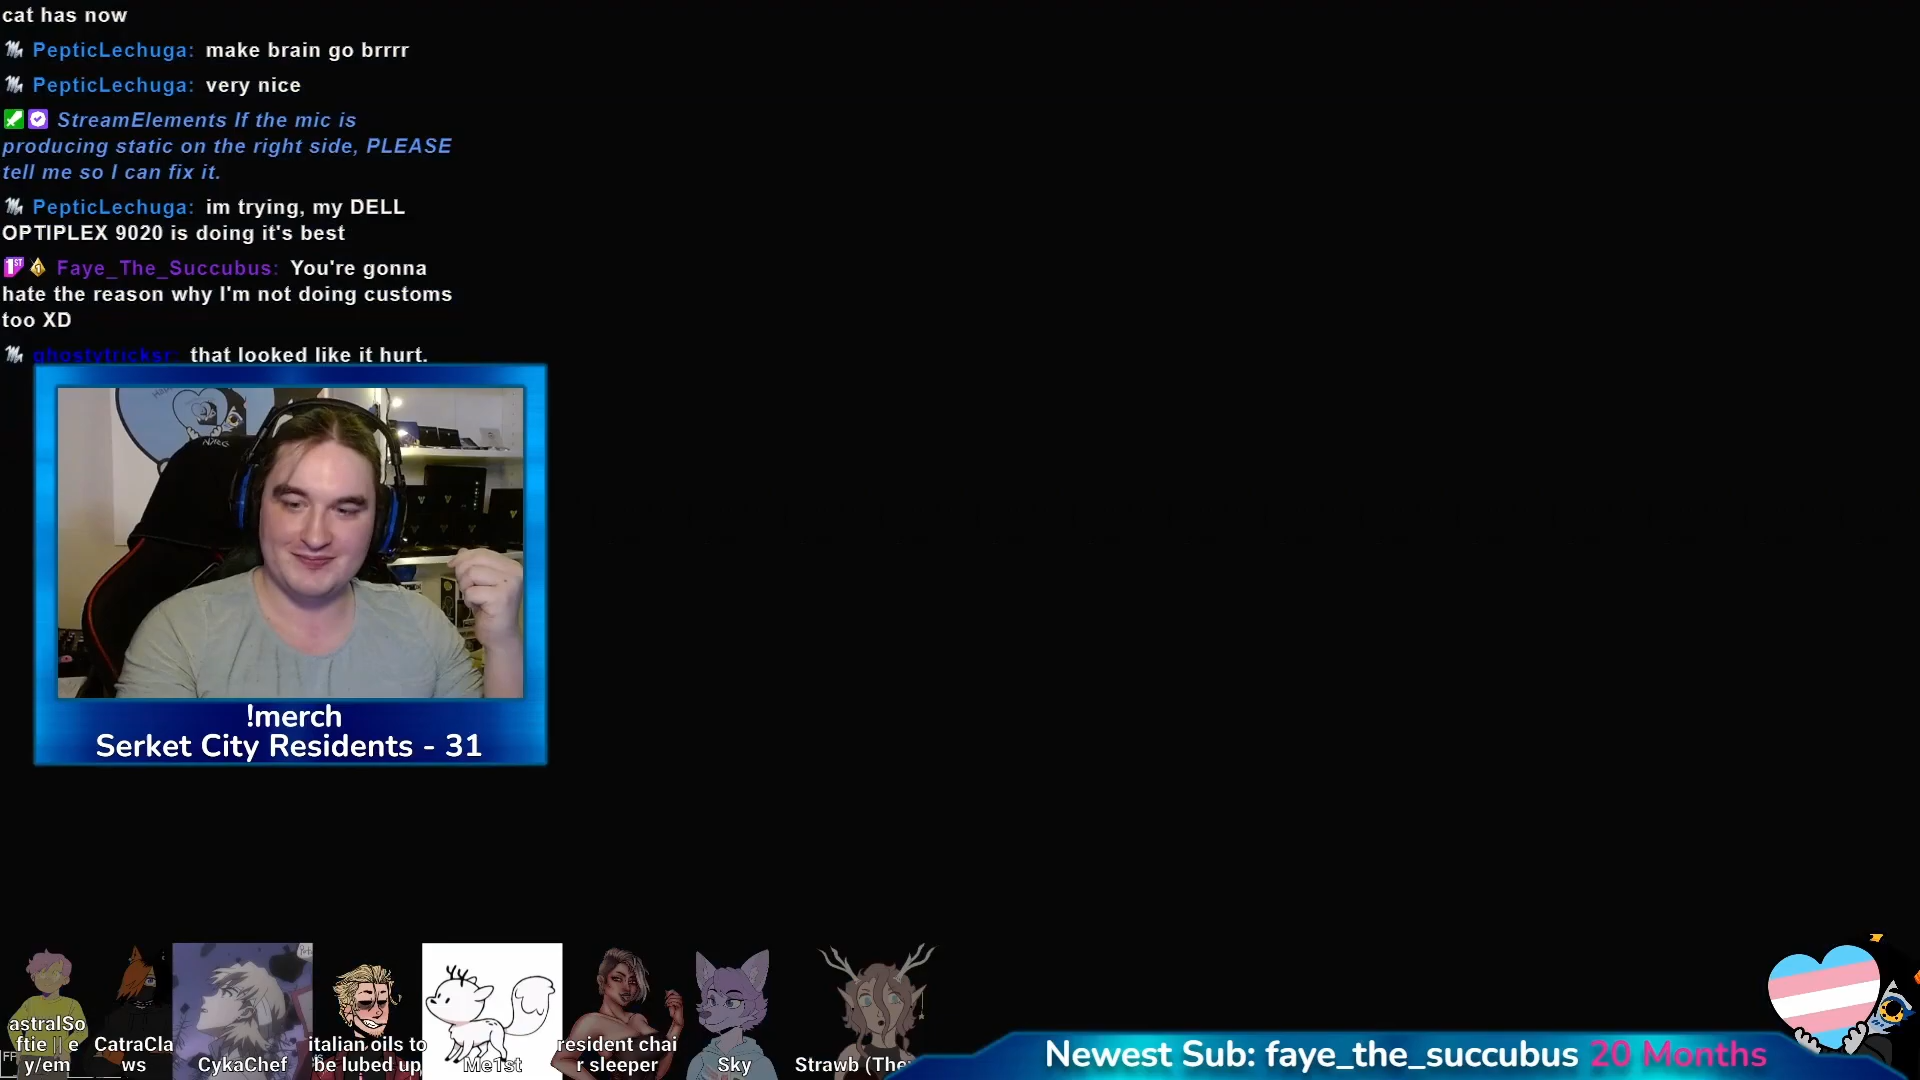 cat has now
PepticLechuga: make brain go brrrr
PepticLechuga: very nice
StreamElements If the mic is
producing static on the right side, PLEASE
tell me so I can fix it.
PepticLechuga: im trying, my DELL
OPTIPLEX 9020 is doing it's best
1ST Faye_The_Succubus: You're gonna
hate the reason why I'm not doing customs
too XD
ghostytricksr: that looked like it hurt.
!merch
Serket City Residents - 31
astralSo
ftie || e
y/em
CatraCla
ws
CykaChef
italian oils to
be lubed up
Me1st
resident chai
r sleeper
Sky
Strawb (The
Newest Sub: faye_the_succubus 20 Months